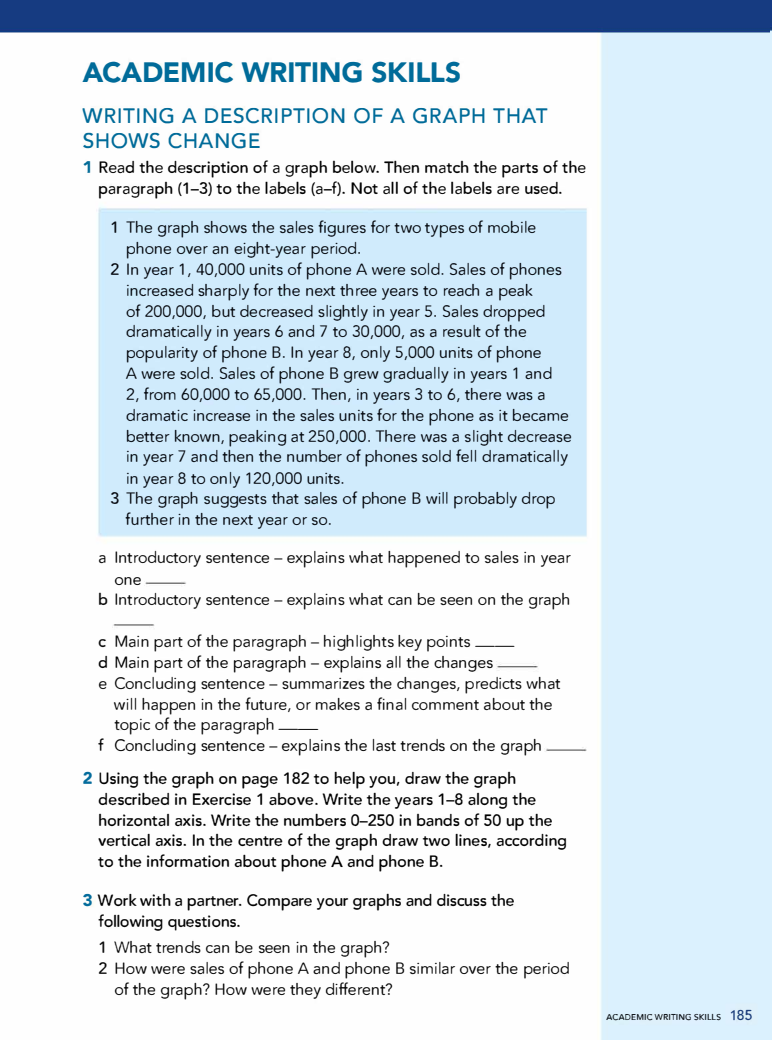 ACADEMIC WRITING SKILLS
WRITING A DESCRIPTION OF A GRAPH THAT
SHOWS CHANGE
1 Read the description of a graph below. Then match the parts of the
paragraph (1–3) to the labels (a–f). Not all of the labels are used.
1 The graph shows the sales figures for two types of mobile
phone over an eight-year period.
2 In year 1, 40,000 units of phone A were sold. Sales of phones
increased sharply for the next three years to reach a peak
of 200,000, but decreased slightly in year 5. Sales dropped
dramatically in years 6 and 7 to 30,000, as a result of the
popularity of phone B. In year 8, only 5,000 units of phone
A were sold. Sales of phone B grew gradually in years 1 and
2, from 60,000 to 65,000. Then, in years 3 to 6, there was a
dramatic increase in the sales units for the phone as it became
better known, peaking at 250,000. There was a slight decrease
in year 7 and then the number of phones sold fell dramatically
in year 8 to only 120,000 units.
3 The graph suggests that sales of phone B will probably drop
further in the next year or so.
a Introductory sentence – explains what happened to sales in year
one _____
b Introductory sentence – explains what can be seen on the graph
_____
c Main part of the paragraph – highlights key points _____
d Main part of the paragraph – explains all the changes _____
e Concluding sentence – summarizes the changes, predicts what
will happen in the future, or makes a final comment about the
topic of the paragraph _____
f Concluding sentence – explains the last trends on the graph _____
2 Using the graph on page 182 to help you, draw the graph
described in Exercise 1 above. Write the years 1–8 along the
horizontal axis. Write the numbers 0–250 in bands of 50 up the
vertical axis. In the centre of the graph draw two lines, according
to the information about phone A and phone B.
3 Work with a partner. Compare your graphs and discuss the
following questions.
1 What trends can be seen in the graph?
2 How were sales of phone A and phone B similar over the period
of the graph? How were they different?
ACADEMIC WRITING SKILLS 185